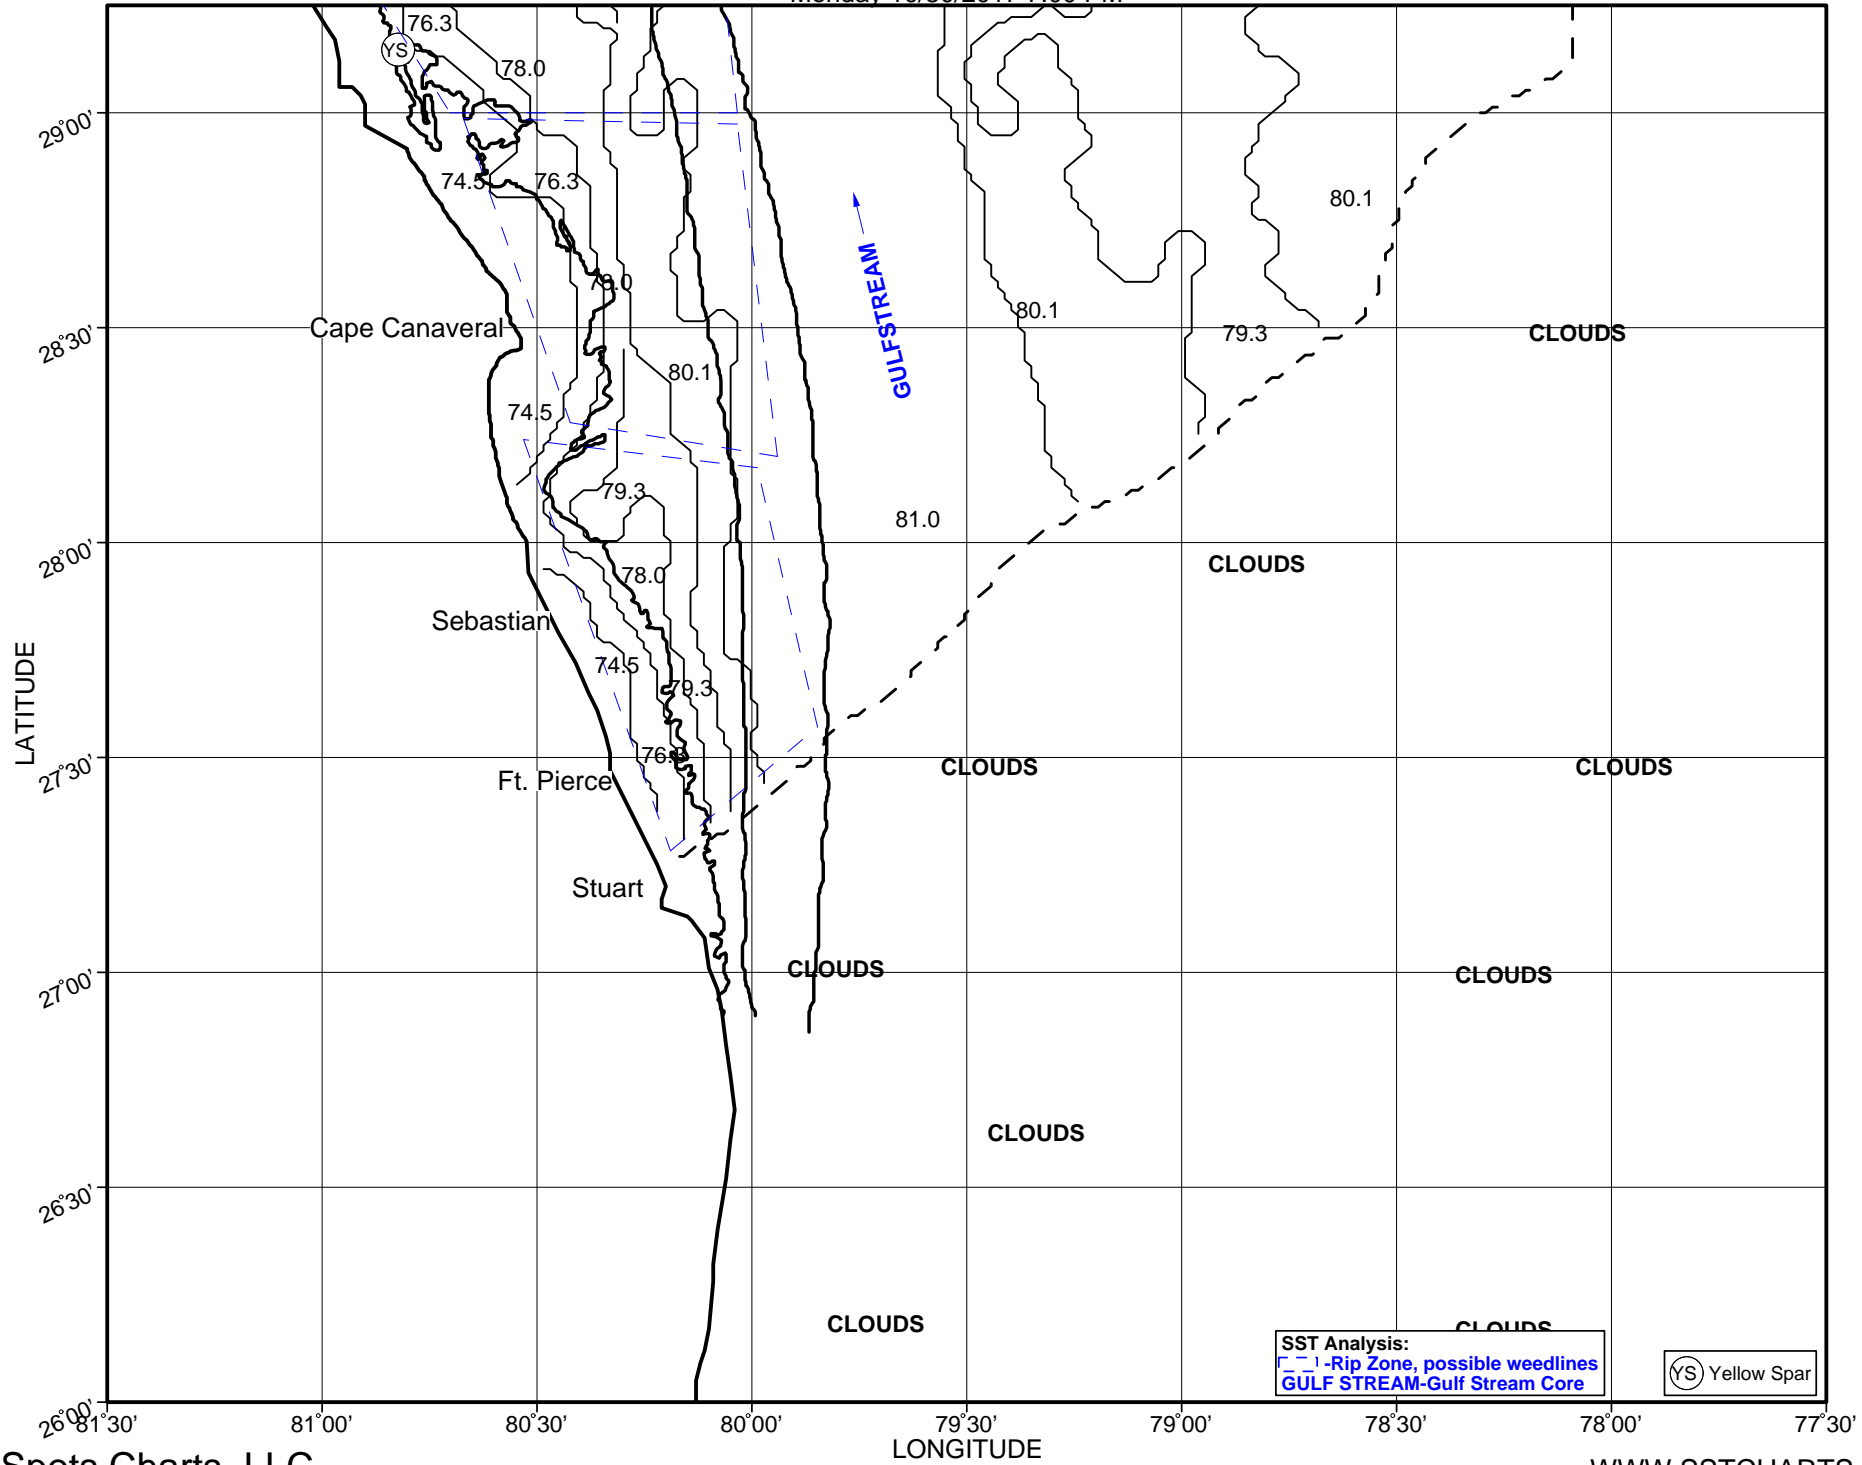 76.3
YS
78.0
29°00'
74.5
76.3
80.1
78.0
GULFSTREAM
80.1
Cape Canaveral
28°30'
79.3
CLOUDS
80.1
74.5
79.3
81.0
28°00'
CLOUDS
78.0
Sebastian
74.5
79.3
LATITUDE
27°30'
76.3
CLOUDS
CLOUDS
Ft. Pierce
Stuart
27°00'
CLOUDS
CLOUDS
CLOUDS
26°30'
CLOUDS
CLOUDS
SST Analysis:
-Rip Zone, possible weedlines
GULF STREAM-Gulf Stream Core
YS Yellow Spar
26°00'
81°30' 81°00' 80°30' 80°00' 79°30' 79°00' 78°30' 78°00' 77°30'
LONGITUDE